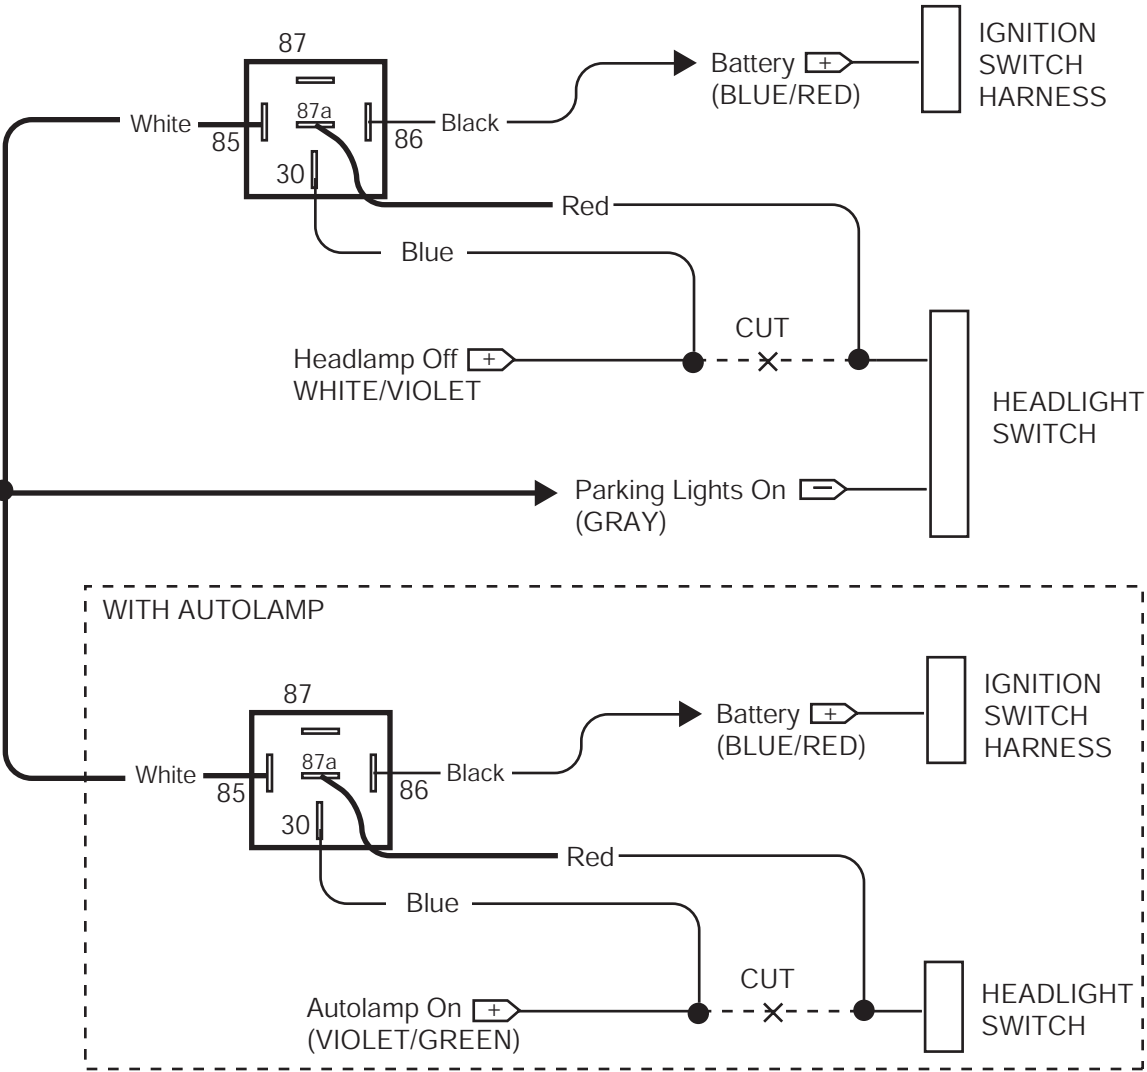 87
87a
White
85
86
Black
30
Battery +
(BLUE/RED)
IGNITION
SWITCH
HARNESS
Red
Blue
CUT
Headlamp Off +
WHITE/VIOLET
HEADLIGHT
SWITCH
Parking Lights On −
(GRAY)
WITH AUTOLAMP
87
87a
White
85
86
Black
30
Battery +
(BLUE/RED)
IGNITION
SWITCH
HARNESS
Red
Blue
CUT
Autolamp On +
(VIOLET/GREEN)
HEADLIGHT
SWITCH